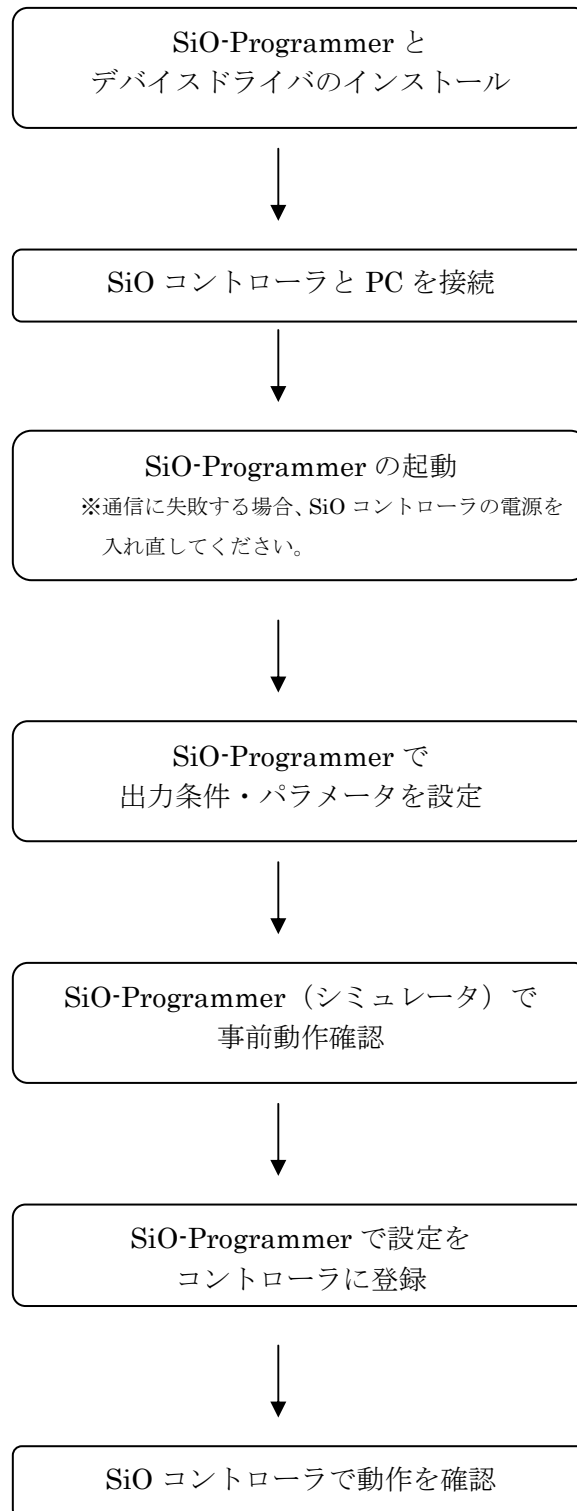 SiO-Programmer と
デバイスドライバのインストール
SiO コントローラと PC を接続
SiO-Programmer の起動
※通信に失敗する場合、SiO コントローラの電源を
入れ直してください。
SiO-Programmer で
出力条件・パラメータを設定
SiO-Programmer（シミュレータ）で
事前動作確認
SiO-Programmer で設定を
コントローラに登録
SiO コントローラで動作を確認